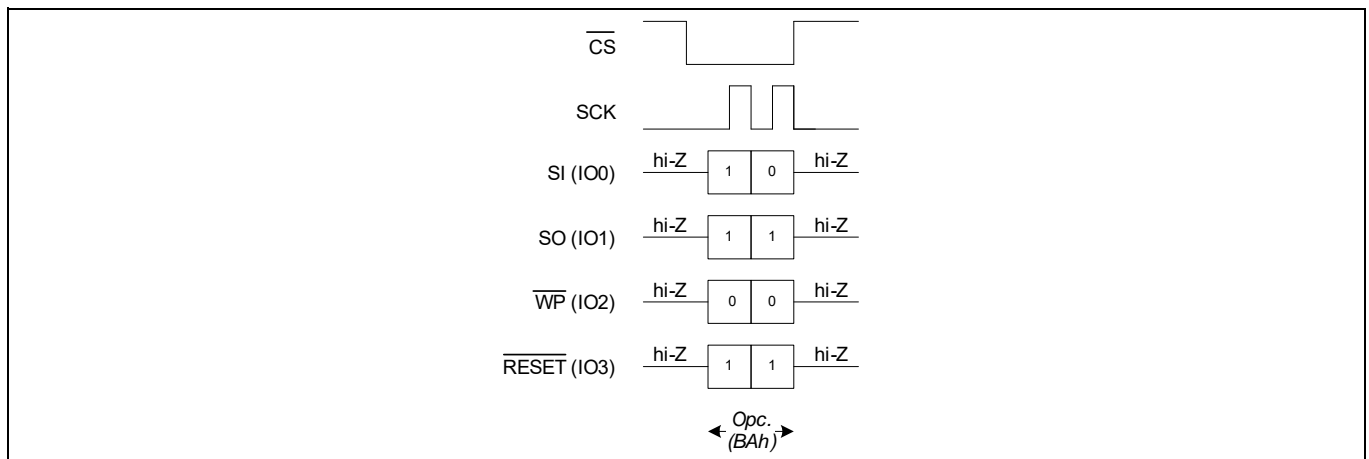 CS
SCK
SI (IO0) hi-Z 1 0 hi-Z
SO (IO1) hi-Z 1 1 hi-Z
WP (IO2) hi-Z 0 0 hi-Z
RESET (IO3) hi-Z 1 1 hi-Z
Opc.
(BAh)